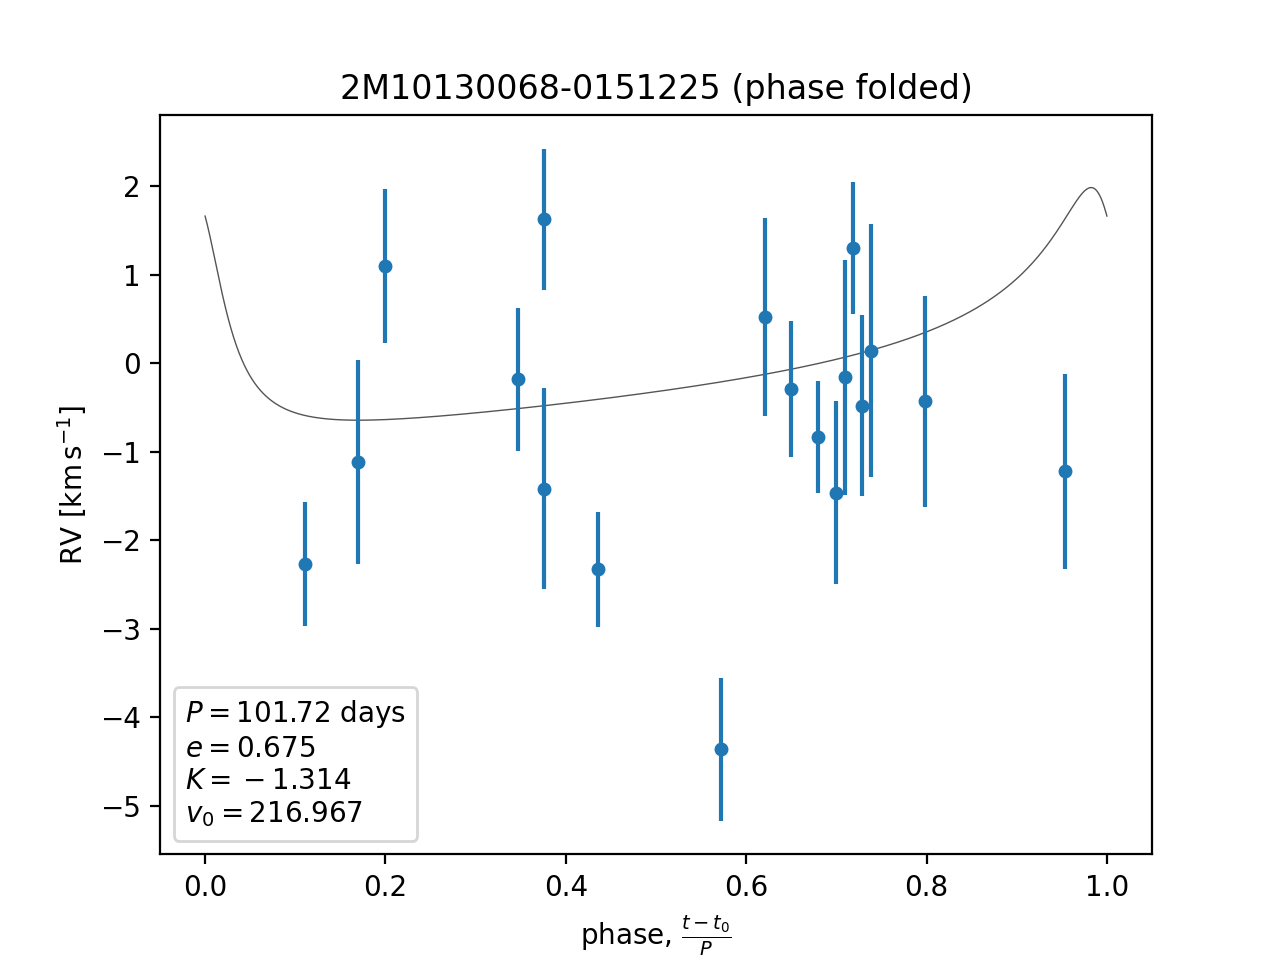 2M10130068-0151225 (phase folded)
2
1
0
−1
−2
−3
−4
−5
RV [km s⁻¹]
P = 101.72 days
e = 0.675
K = −1.314
v₀ = 216.967
0.0 0.2 0.4 0.6 0.8 1.0
phase, (t − t₀)/P